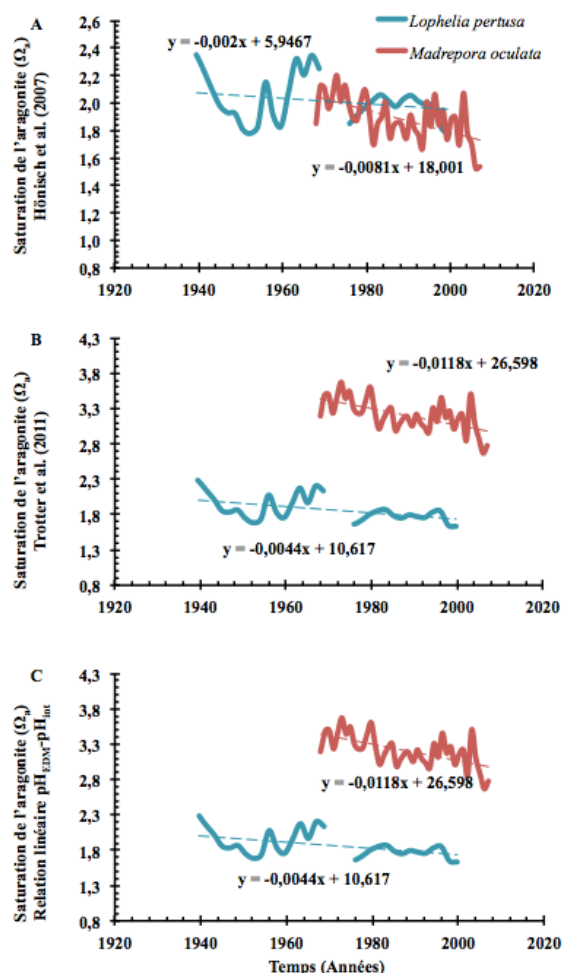 A
Lophelia pertusa
Madrepora oculata
y = -0,002x + 5,9467
y = -0,0081x + 18,001
Saturation de l'aragonite (Ωa)
Hönisch et al. (2007)
2,6
2,4
2,2
2,0
1,8
1,6
1,4
1,2
1,0
0,8
1920 1940 1960 1980 2000 2020
B
y = -0,0118x + 26,598
y = -0,0044x + 10,617
Saturation de l'aragonite (Ωa)
Trotter et al. (2011)
4,3
3,8
3,3
2,8
2,3
1,8
1,3
0,8
1920 1940 1960 1980 2000 2020
C
y = -0,0118x + 26,598
y = -0,0044x + 10,617
Saturation de l'aragonite (Ωa)
Relation linéaire pHEDM-pHint
4,3
3,8
3,3
2,8
2,3
1,8
1,3
0,8
1920 1940 1960 1980 2000 2020
Temps (Années)